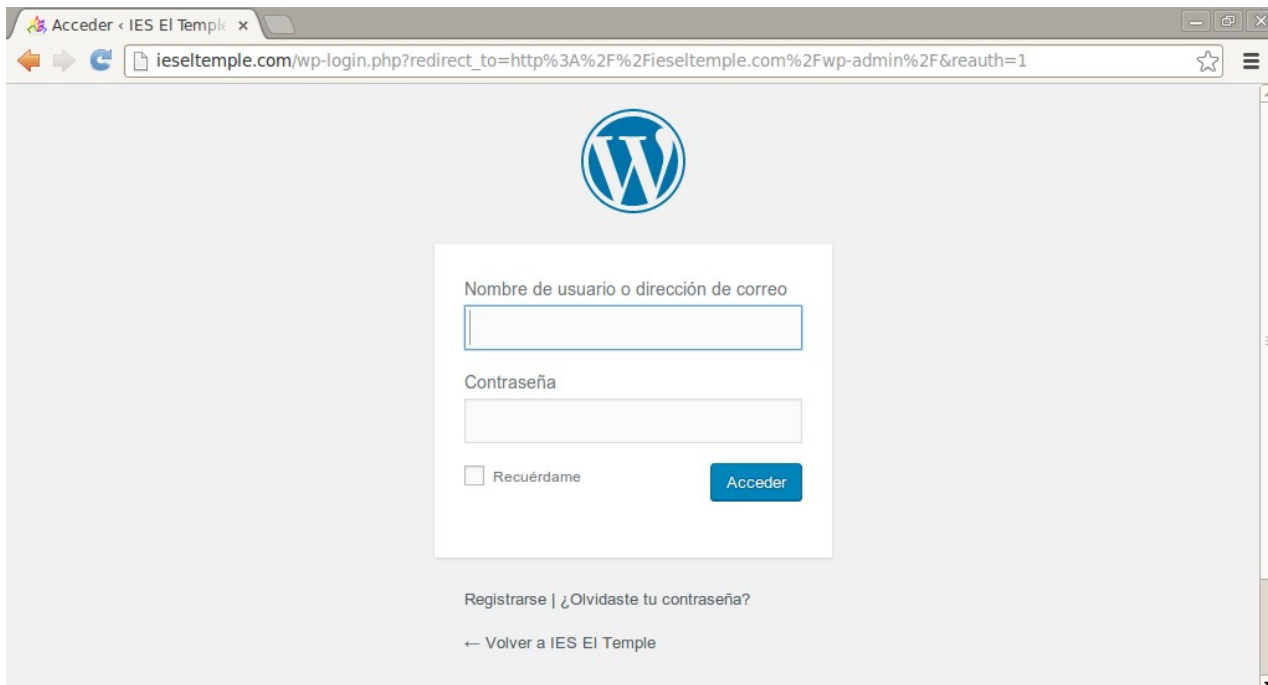 Acceder ‹ IES El Temple
ieseltemple.com/wp-login.php?redirect_to=http%3A%2F%2Fieseltemple.com%2Fwp-admin%2F&reauth=1
Nombre de usuario o dirección de correo
Contraseña
Recuérdame
Acceder
Registrarse | ¿Olvidaste tu contraseña?
← Volver a IES El Temple